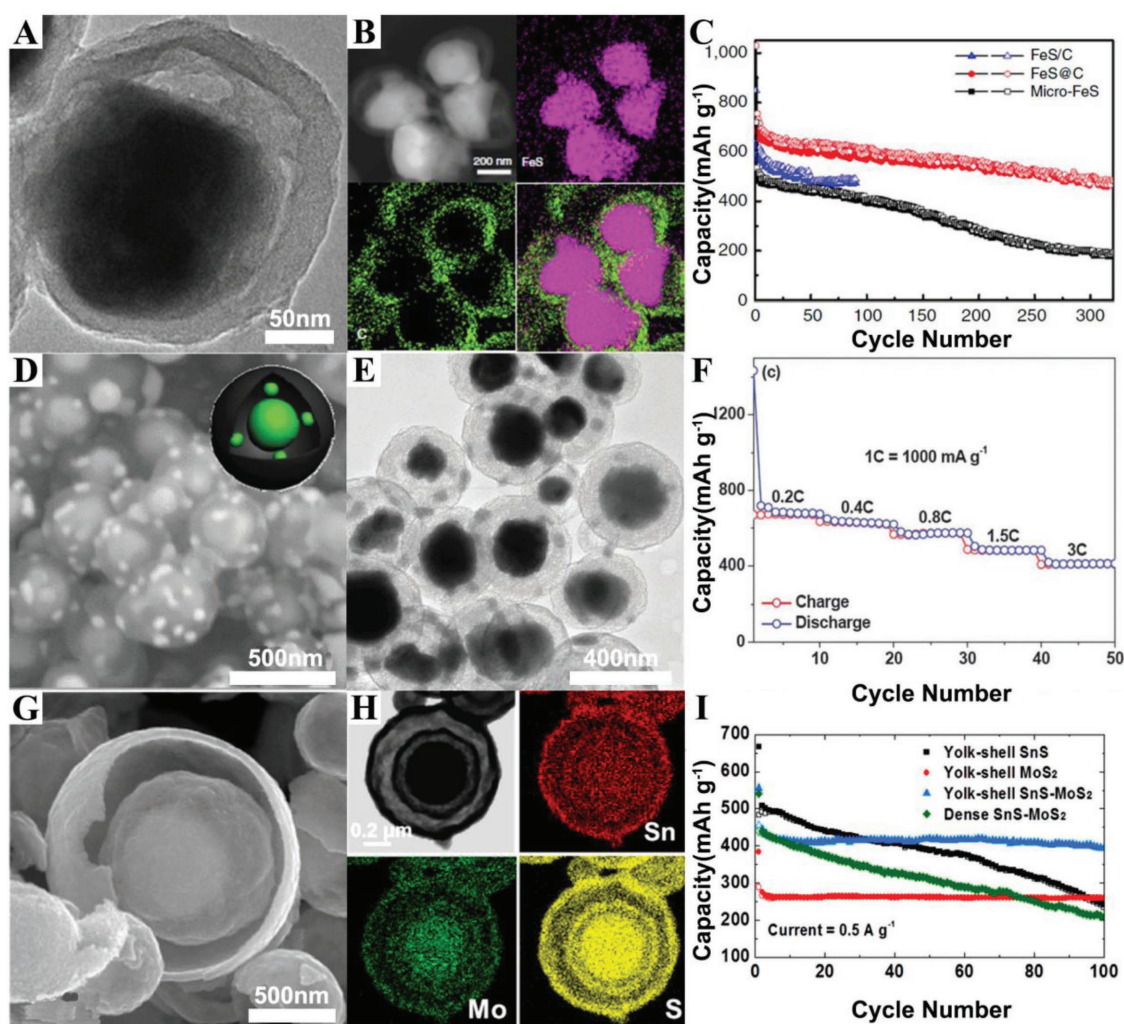 A
50nm
B
200 nm
FeS
C
C
1,000
800
600
400
200
0
Capacity(mAh g⁻¹)
FeS/C
FeS@C
Micro-FeS
0 50 100 150 200 250 300
Cycle Number
D
500nm
E
400nm
F
(c)
1200
800
400
0
Capacity(mAh g⁻¹)
1C = 1000 mA g⁻¹
0.2C
0.4C
0.8C
1.5C
3C
Charge
Discharge
10 20 30 40 50
Cycle Number
G
500nm
H
0.2 µm
Sn
Mo
S
I
700
600
500
400
300
200
100
Capacity(mAh g⁻¹)
Yolk-shell SnS
Yolk-shell MoS₂
Yolk-shell SnS-MoS₂
Dense SnS-MoS₂
Current = 0.5 A g⁻¹
0 20 40 60 80 100
Cycle Number